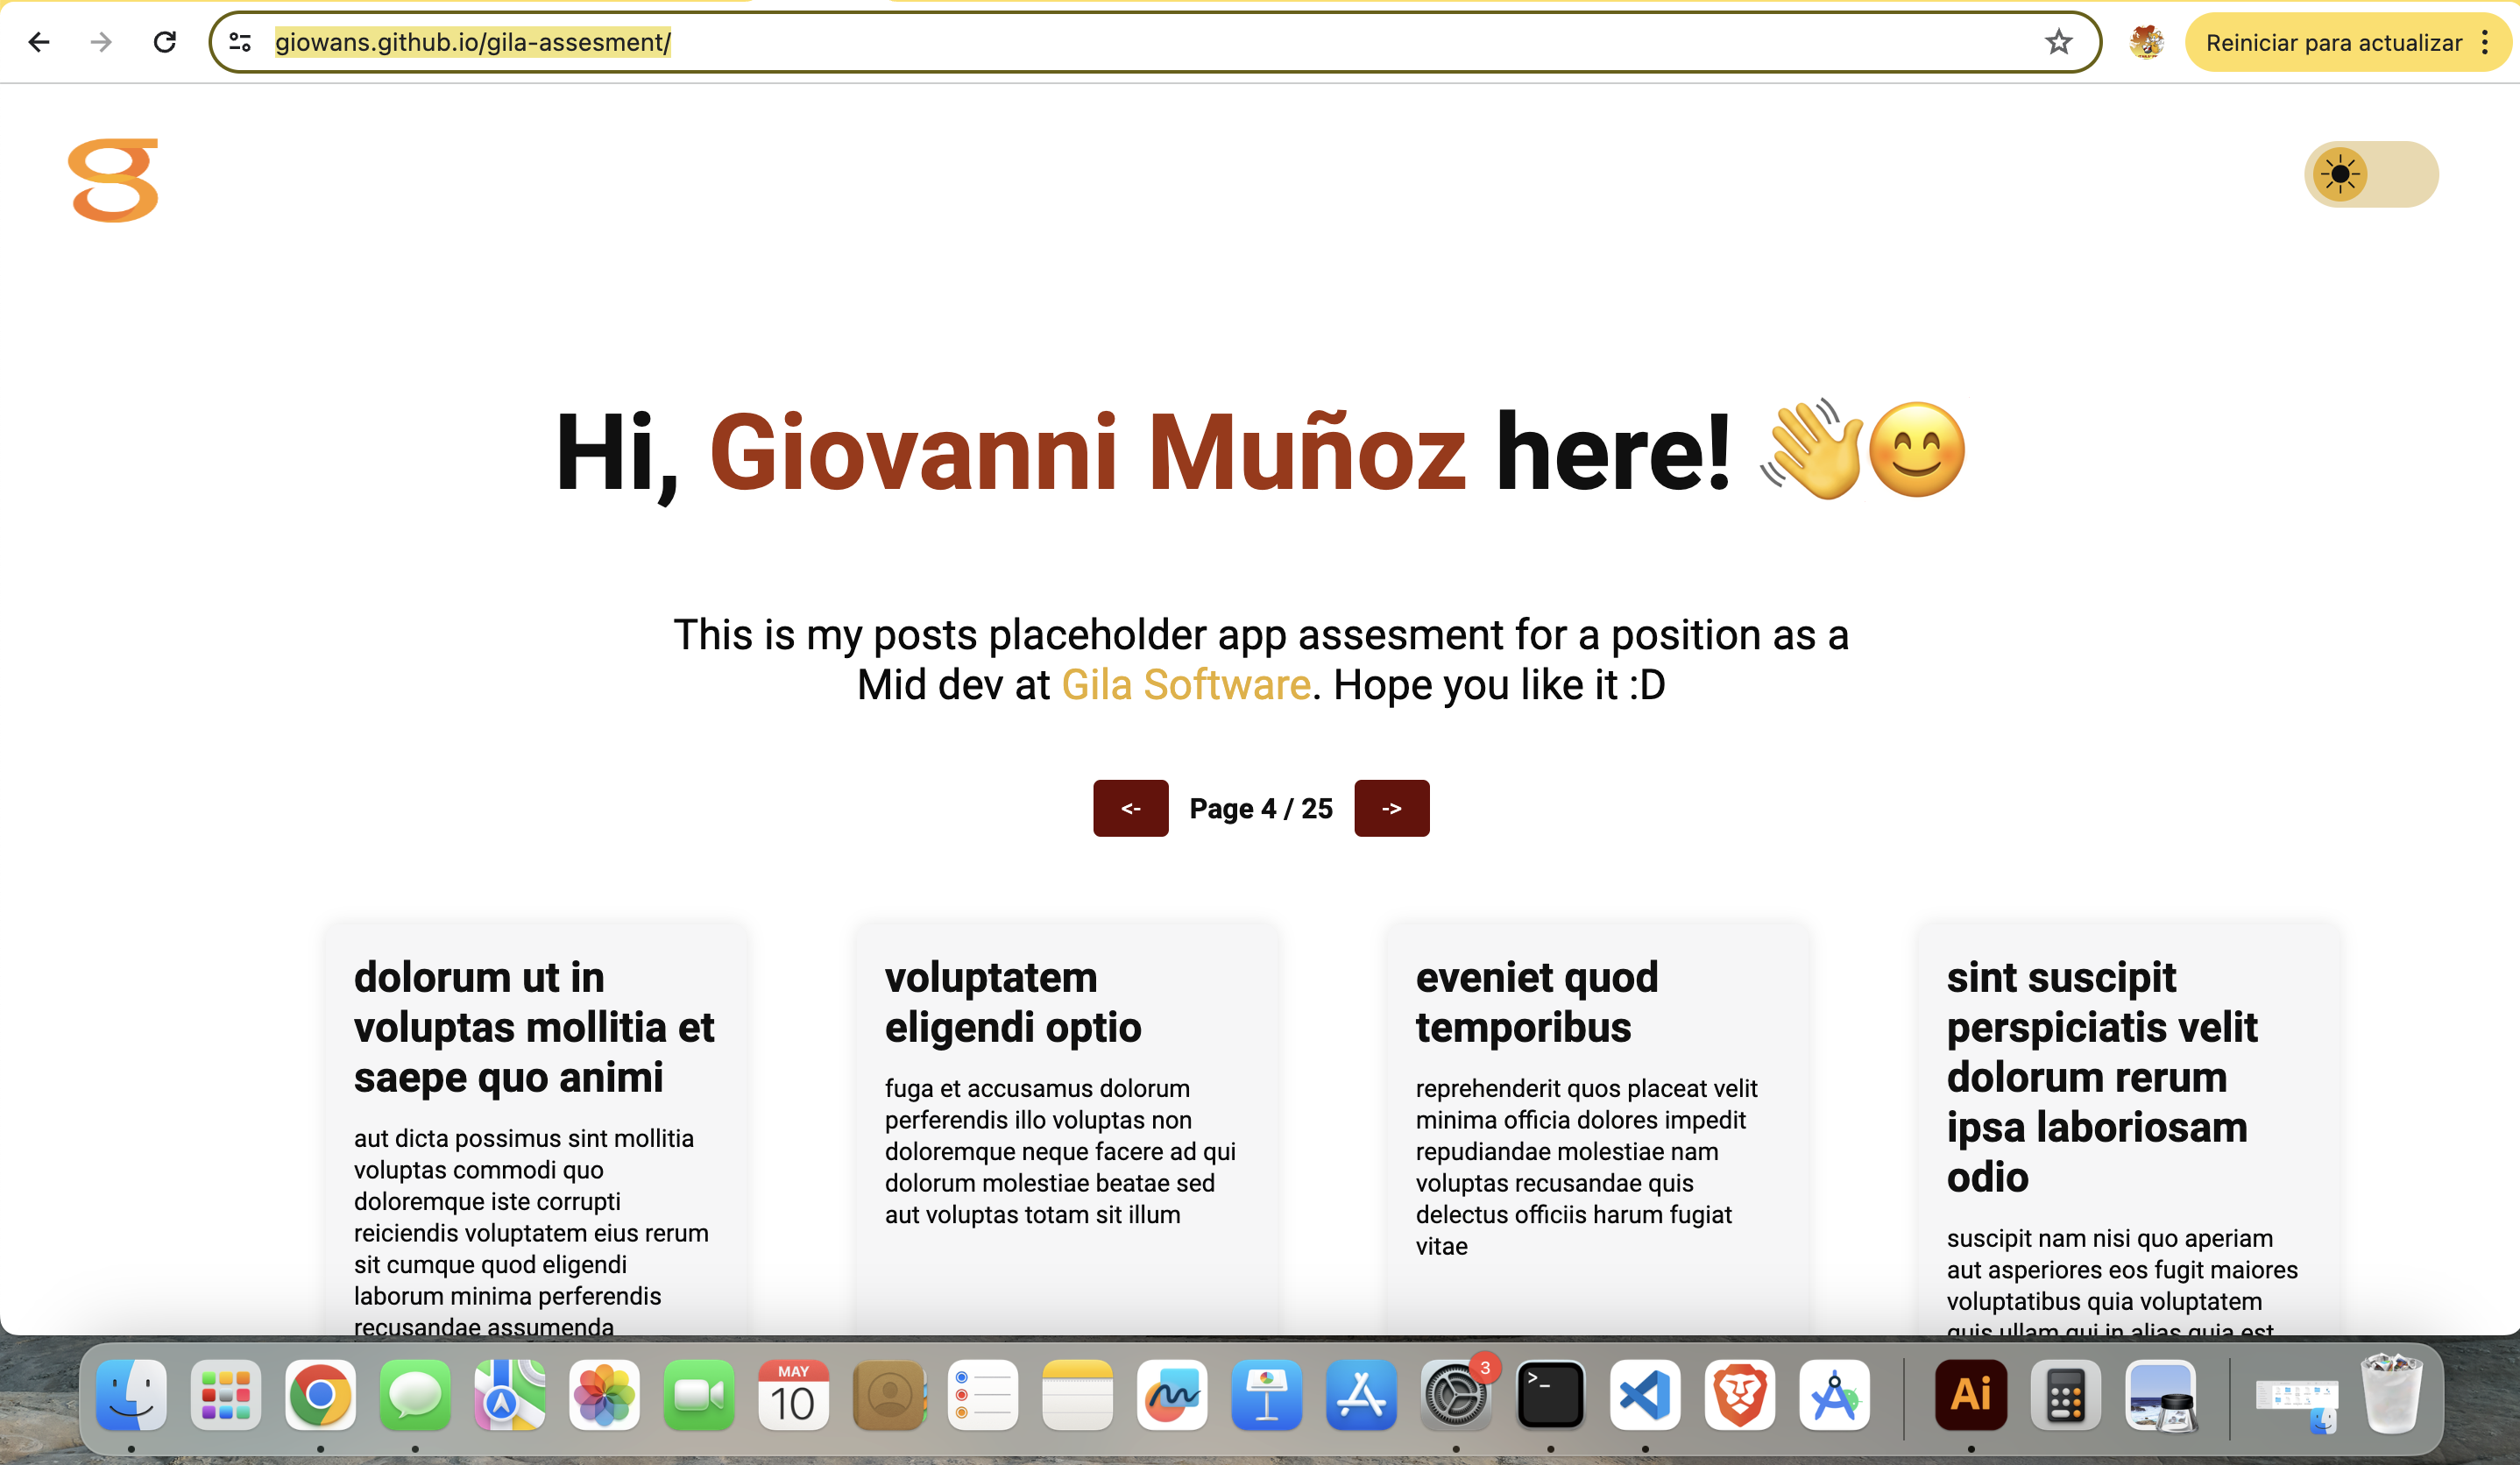 giowans.github.io/gila-assesment/
Reiniciar para actualizar
Hi, Giovanni Muñoz here! 👋😊
This is my posts placeholder app assesment for a position as a
Mid dev at Gila Software. Hope you like it :D
<-
Page 4 / 25
->
dolorum ut in
voluptas mollitia et
saepe quo animi
aut dicta possimus sint mollitia
voluptas commodi quo
doloremque iste corrupti
reiciendis voluptatem eius rerum
sit cumque quod eligendi
laborum minima perferendis
recusandae assumenda
voluptatem
eligendi optio
fuga et accusamus dolorum
perferendis illo voluptas non
doloremque neque facere ad qui
dolorum molestiae beatae sed
aut voluptas totam sit illum
eveniet quod
temporibus
reprehenderit quos placeat velit
minima officia dolores impedit
repudiandae molestiae nam
voluptas recusandae quis
delectus officiis harum fugiat
vitae
sint suscipit
perspiciatis velit
dolorum rerum
ipsa laboriosam
odio
suscipit nam nisi quo aperiam
aut asperiores eos fugit maiores
voluptatibus quia voluptatem
quis ullam qui in alias quia est
MAY
10
3
>_
Ai